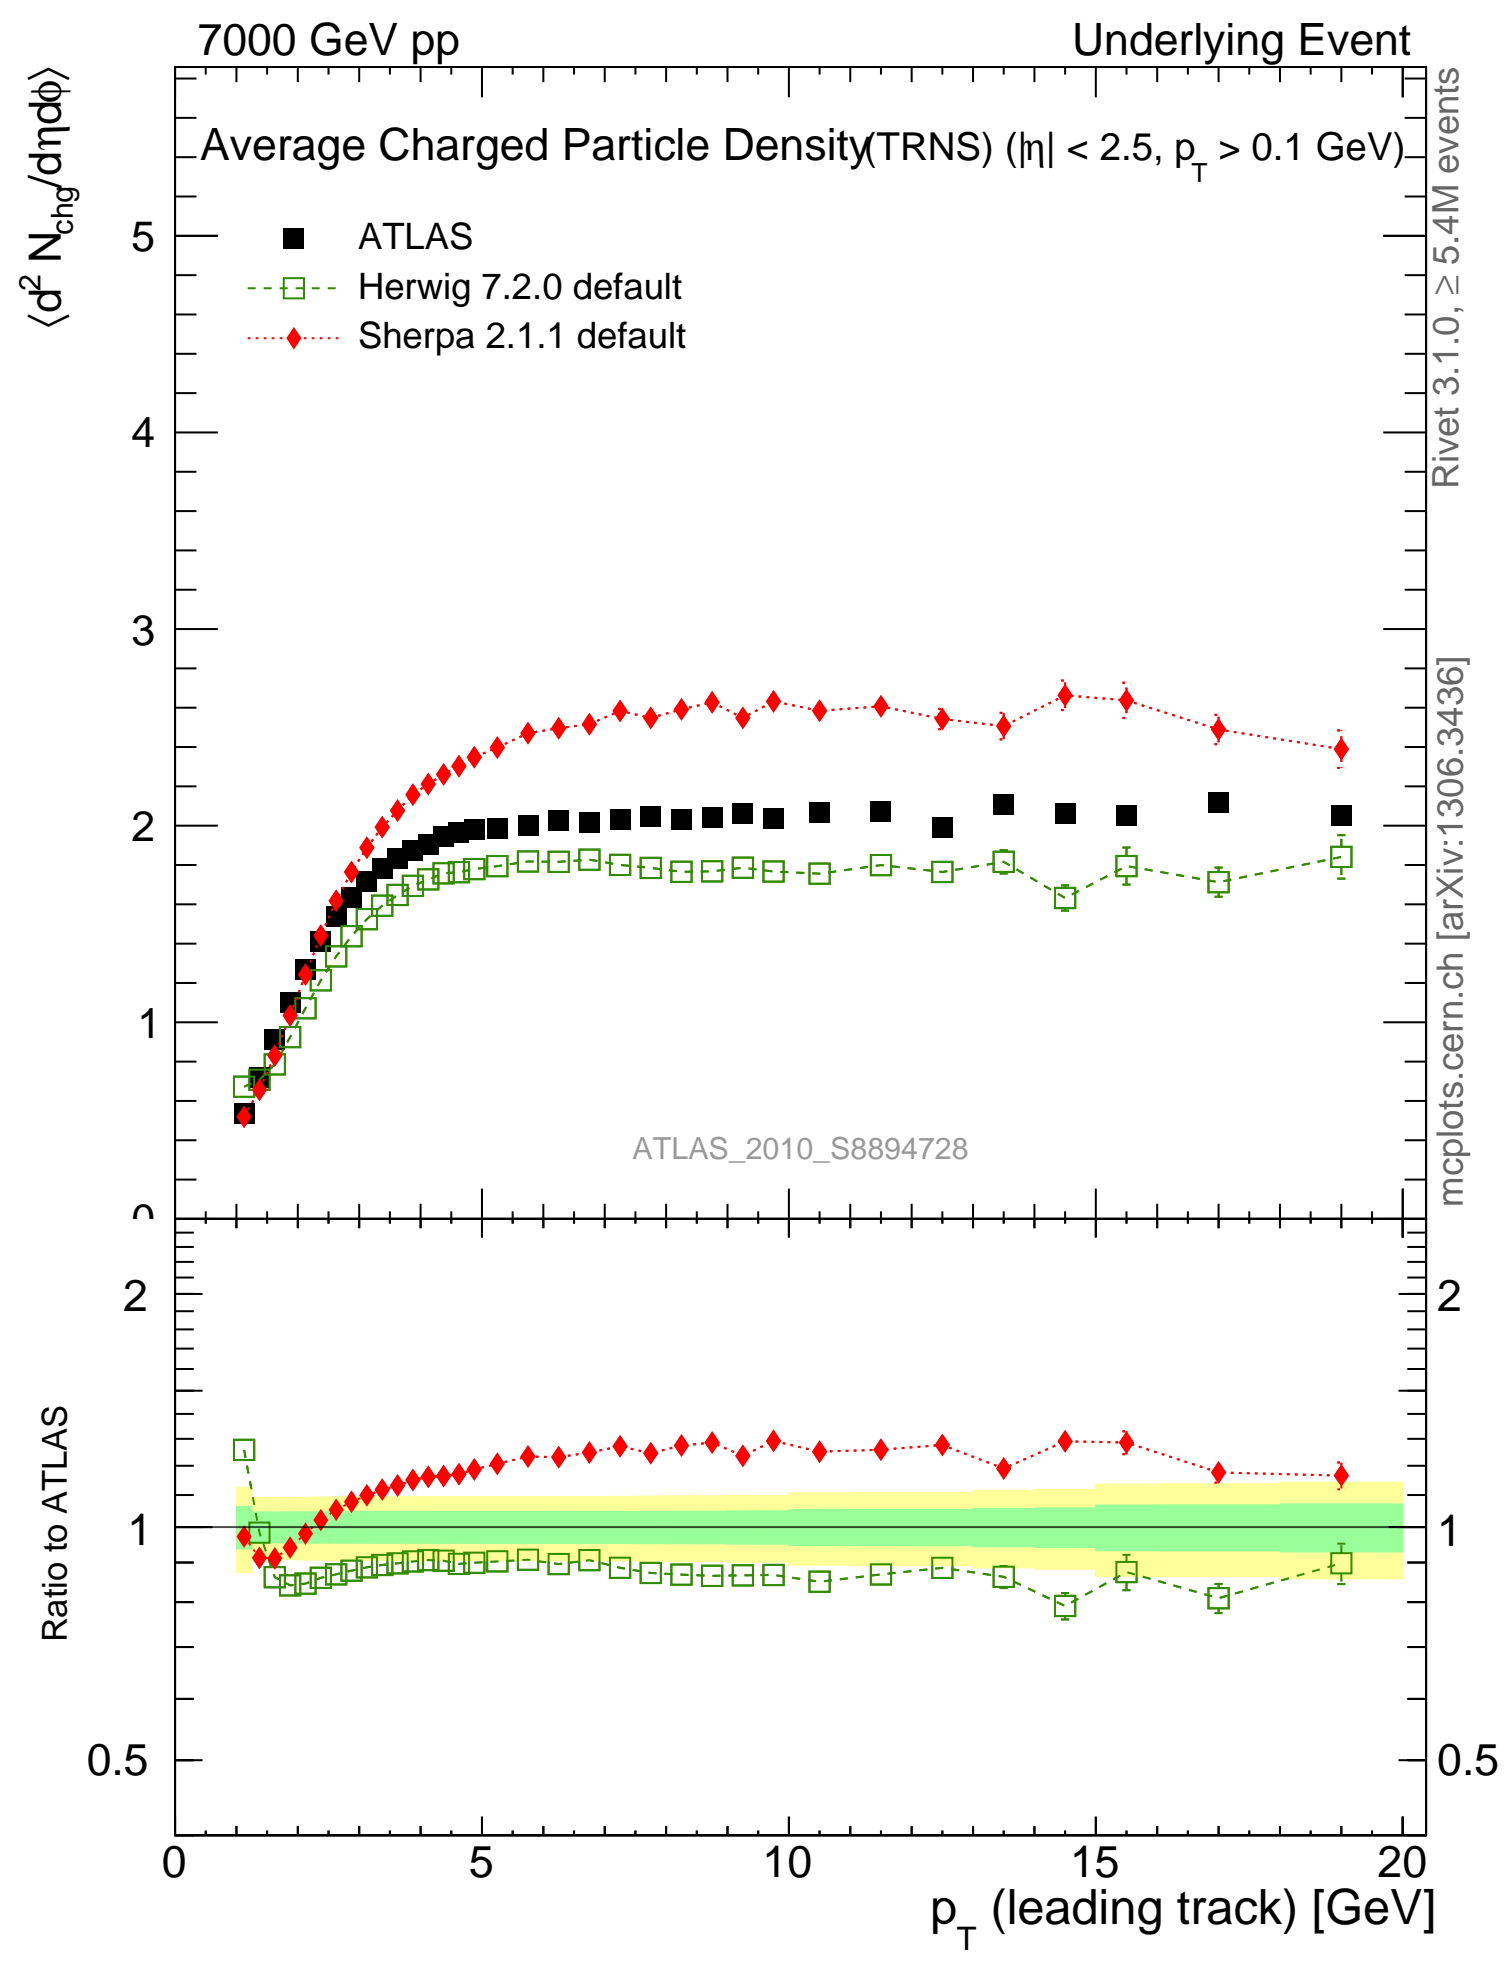 7000 GeV pp
Underlying Event
⟨d² N_chg/dηdϕ⟩
Average Charged Particle Density(TRNS) (|η| < 2.5, p_T > 0.1 GeV)
ATLAS
Herwig 7.2.0 default
Sherpa 2.1.1 default
5
4
3
2
1
0
ATLAS_2010_S8894728
Rivet 3.1.0, ≥ 5.4M events
mcplots.cern.ch [arXiv:1306.3436]
Ratio to ATLAS
2
1
0.5
2
1
0.5
0
5
10
15
20
p_T (leading track) [GeV]